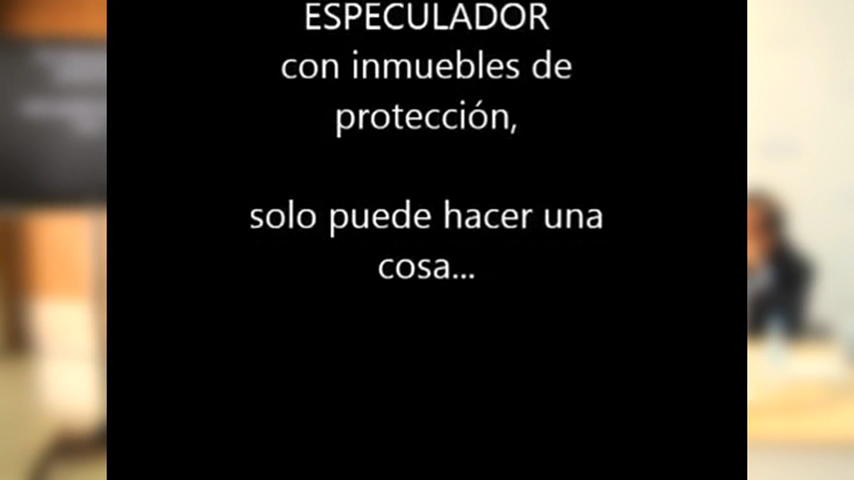 ESPECULADOR
con inmuebles de
protección,
solo puede hacer una
cosa...